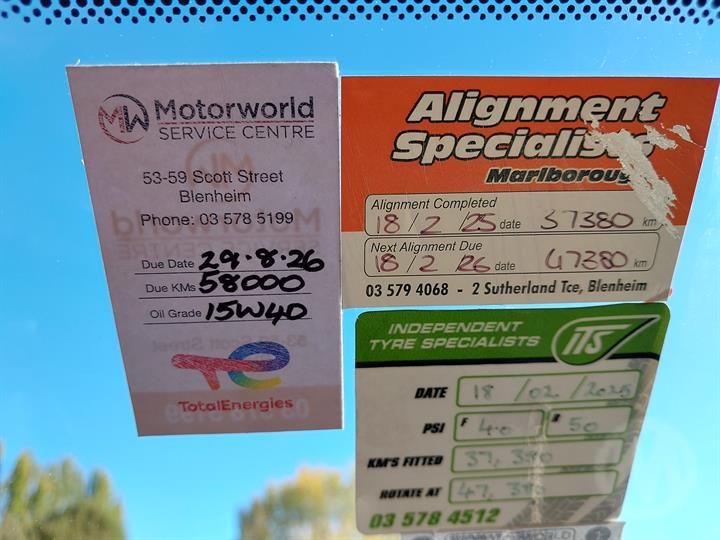 MW Motorworld
SERVICE CENTRE
53-59 Scott Street
Blenheim
Phone: 03 578 5199
Due Date 29.8.26
Due KMs 58000
Oil Grade 15W40
TotalEnergies
Alignment
Specialists
Marlborough
Alignment Completed
18/2/25 date 37380 km
Next Alignment Due
18/2/26 date 47380 km
03 579 4068 - 2 Sutherland Tce, Blenheim
INDEPENDENT
TYRE SPECIALISTS
ITS
DATE 18/02/2025
PSI F 40 R 50
KM'S FITTED 37,380
ROTATE AT 47,380
03 578 4512